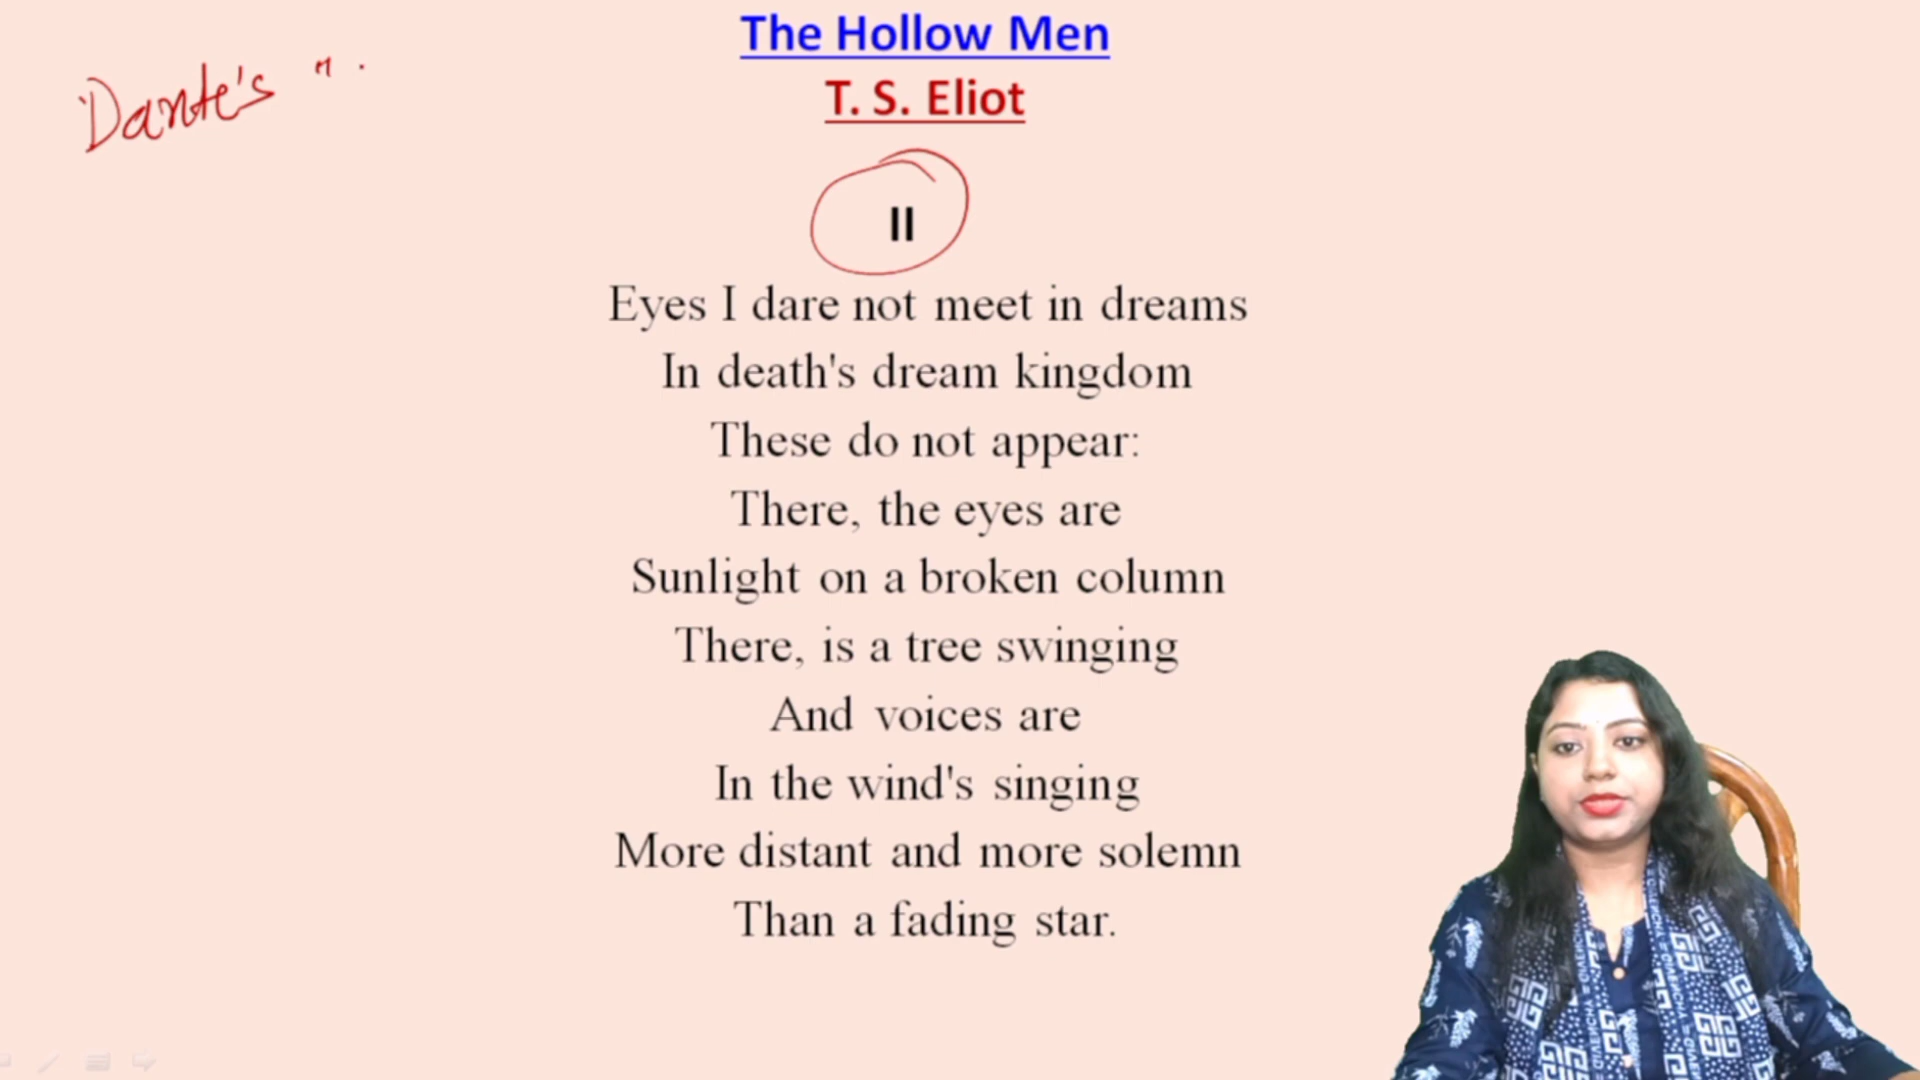 The Hollow Men
Dante's "
T. S. Eliot
II
Eyes I dare not meet in dreams
In death's dream kingdom
These do not appear:
There, the eyes are
Sunlight on a broken column
There, is a tree swinging
And voices are
In the wind's singing
More distant and more solemn
Than a fading star.